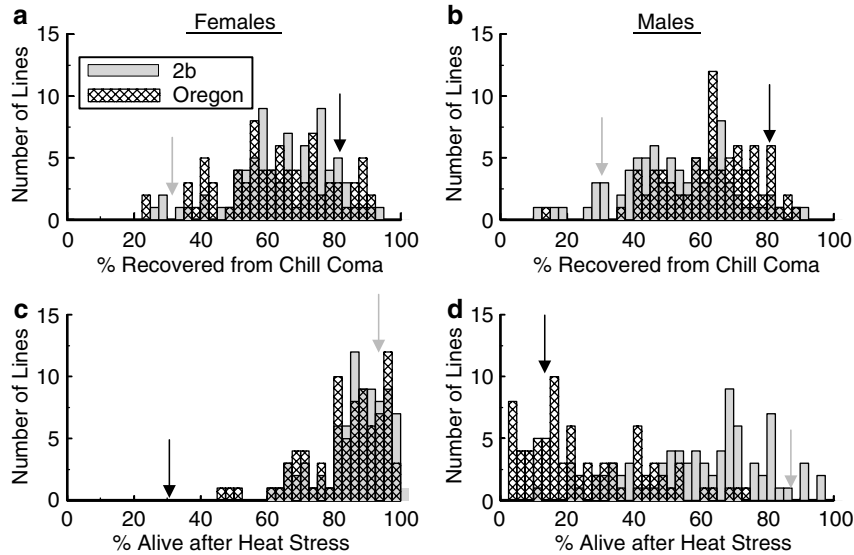 a Females
Number of Lines
15
10
5
0
2b
Oregon
0 20 40 60 80 100
% Recovered from Chill Coma
b Males
Number of Lines
15
10
5
0
0 20 40 60 80 100
% Recovered from Chill Coma
c
Number of Lines
15
10
5
0
0 20 40 60 80 100
% Alive after Heat Stress
d
Number of Lines
15
10
5
0
0 20 40 60 80 100
% Alive after Heat Stress